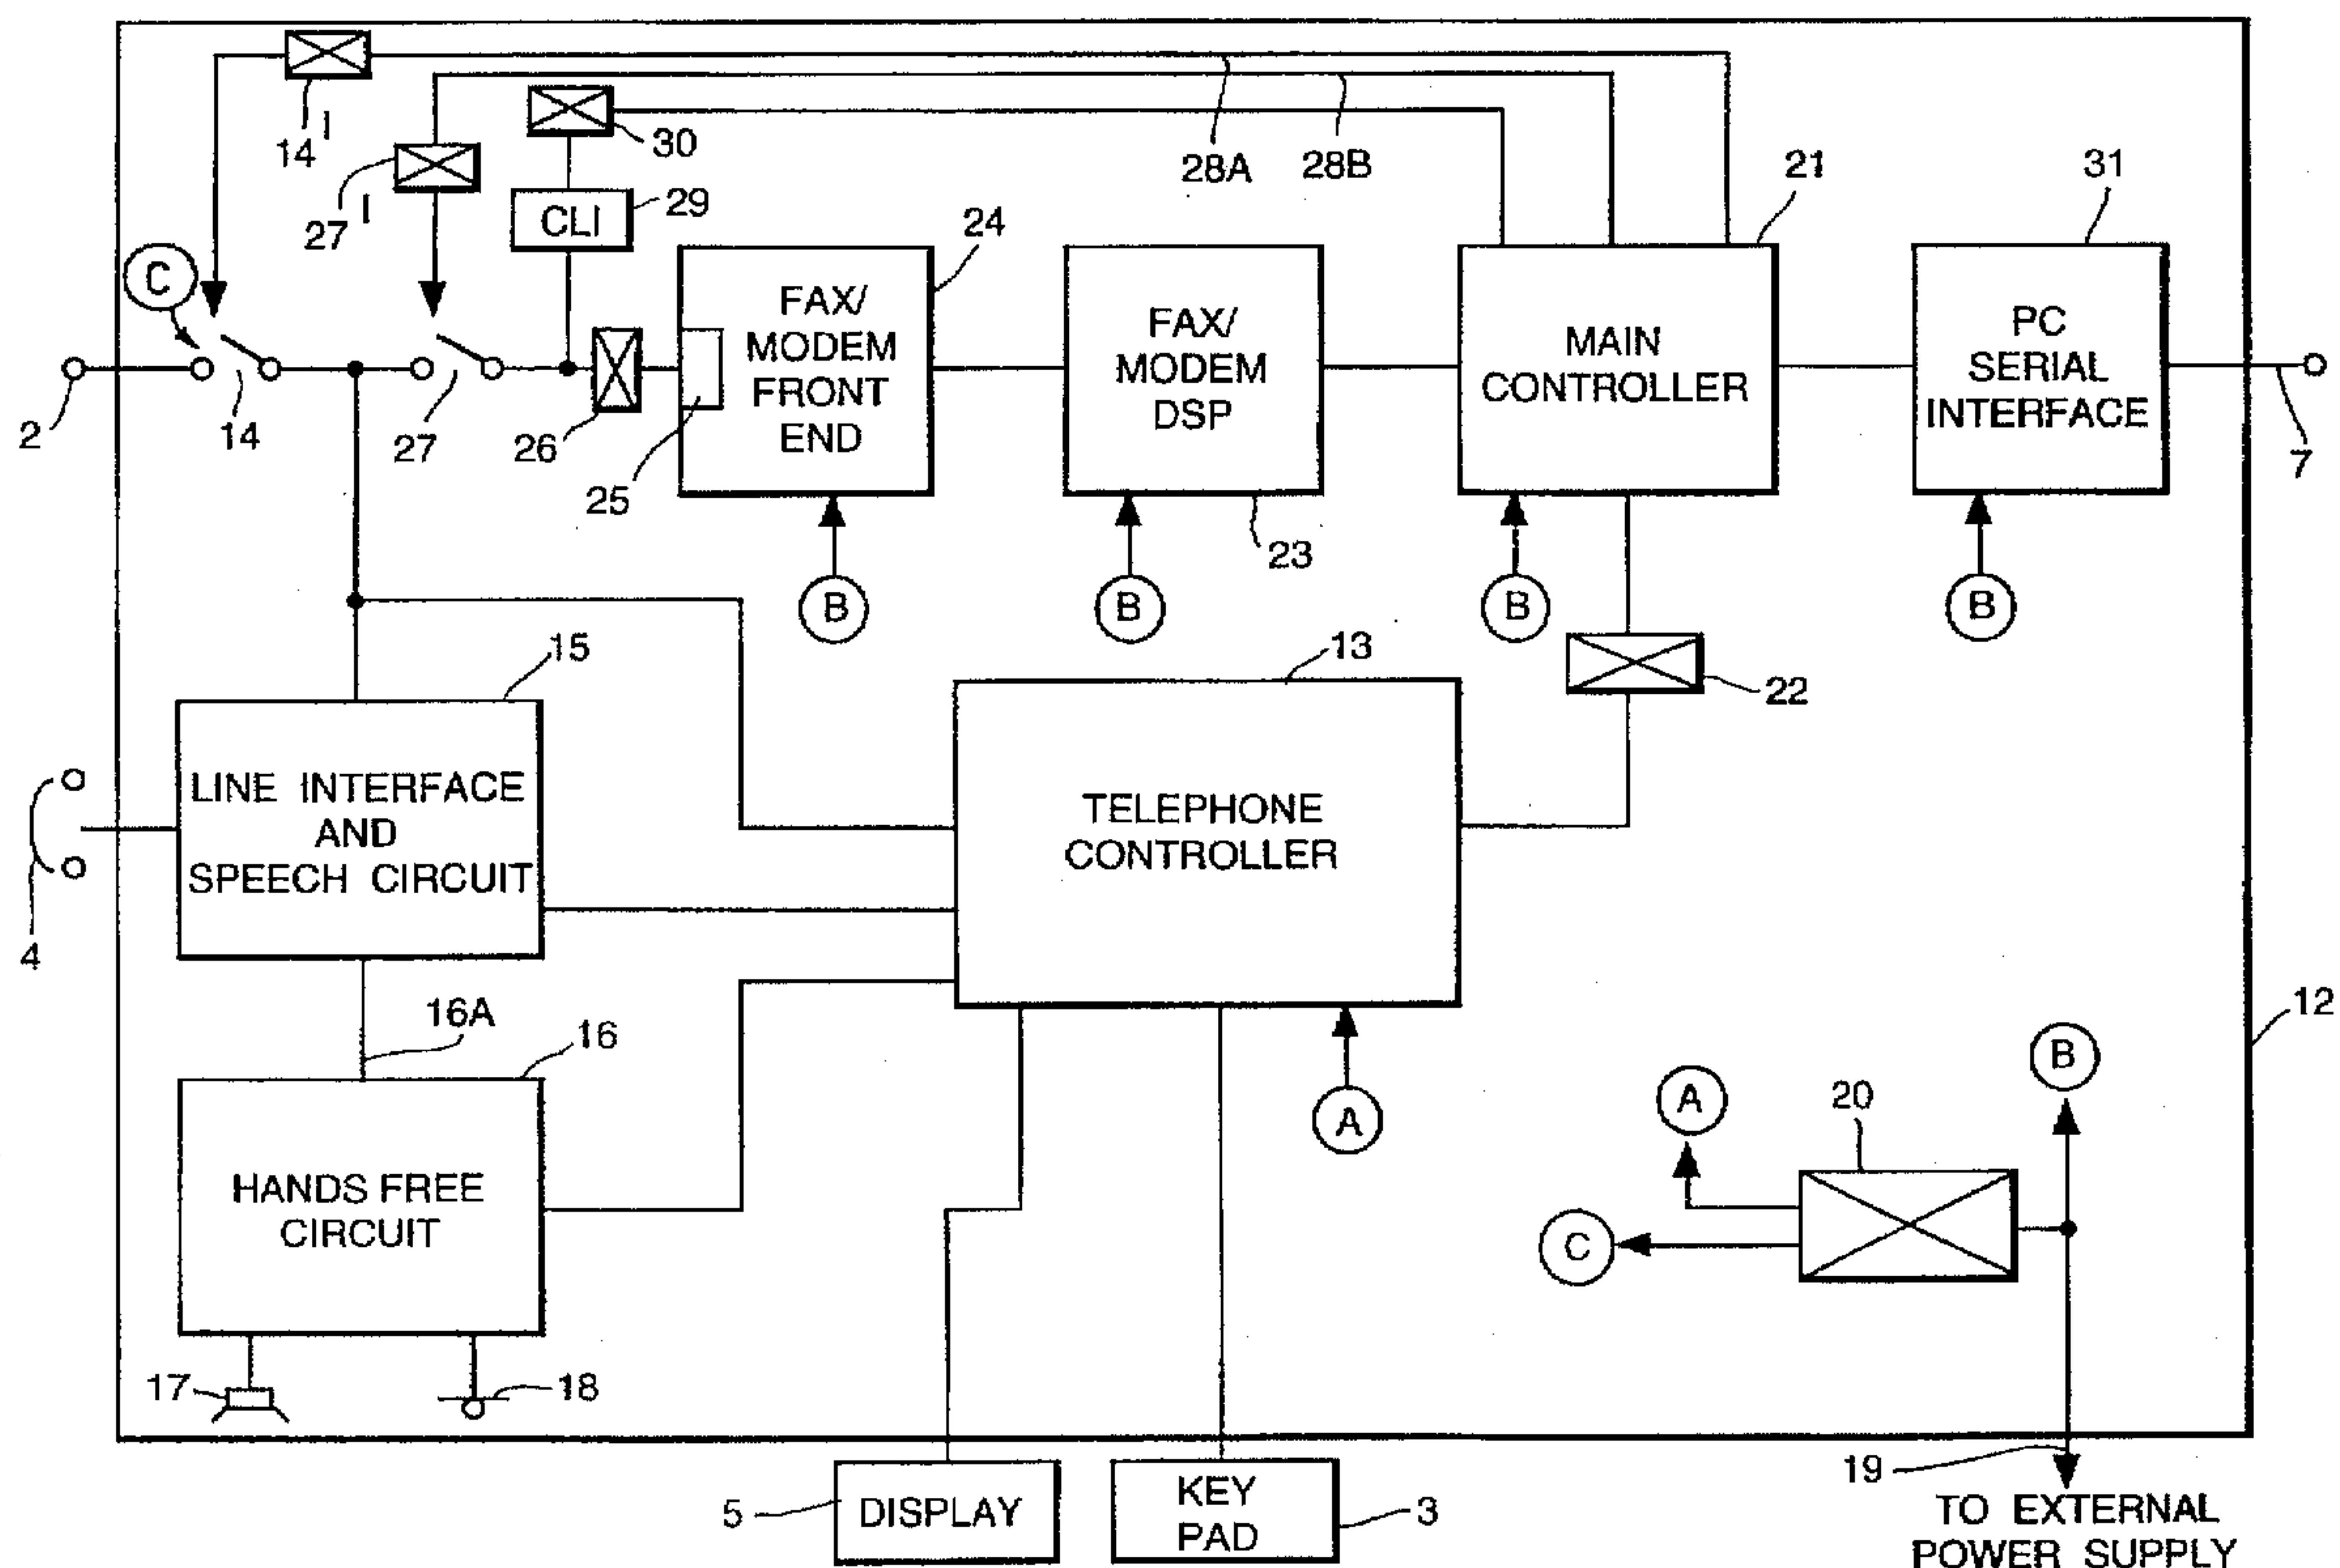 14'
27'
30
CLI
29
28A
28B
21
31
24
C
FAX/
MODEM
FRONT
END
FAX/
MODEM
DSP
MAIN
CONTROLLER
PC
SERIAL
INTERFACE
2
14
27
26
25
23
7
B
B
B
B
15
13
22
LINE INTERFACE
AND
SPEECH CIRCUIT
TELEPHONE
CONTROLLER
4
16A
16
12
HANDS FREE
CIRCUIT
A
A
20
B
C
17
18
19
5
DISPLAY
KEY
PAD
3
TO EXTERNAL
POWER SUPPLY